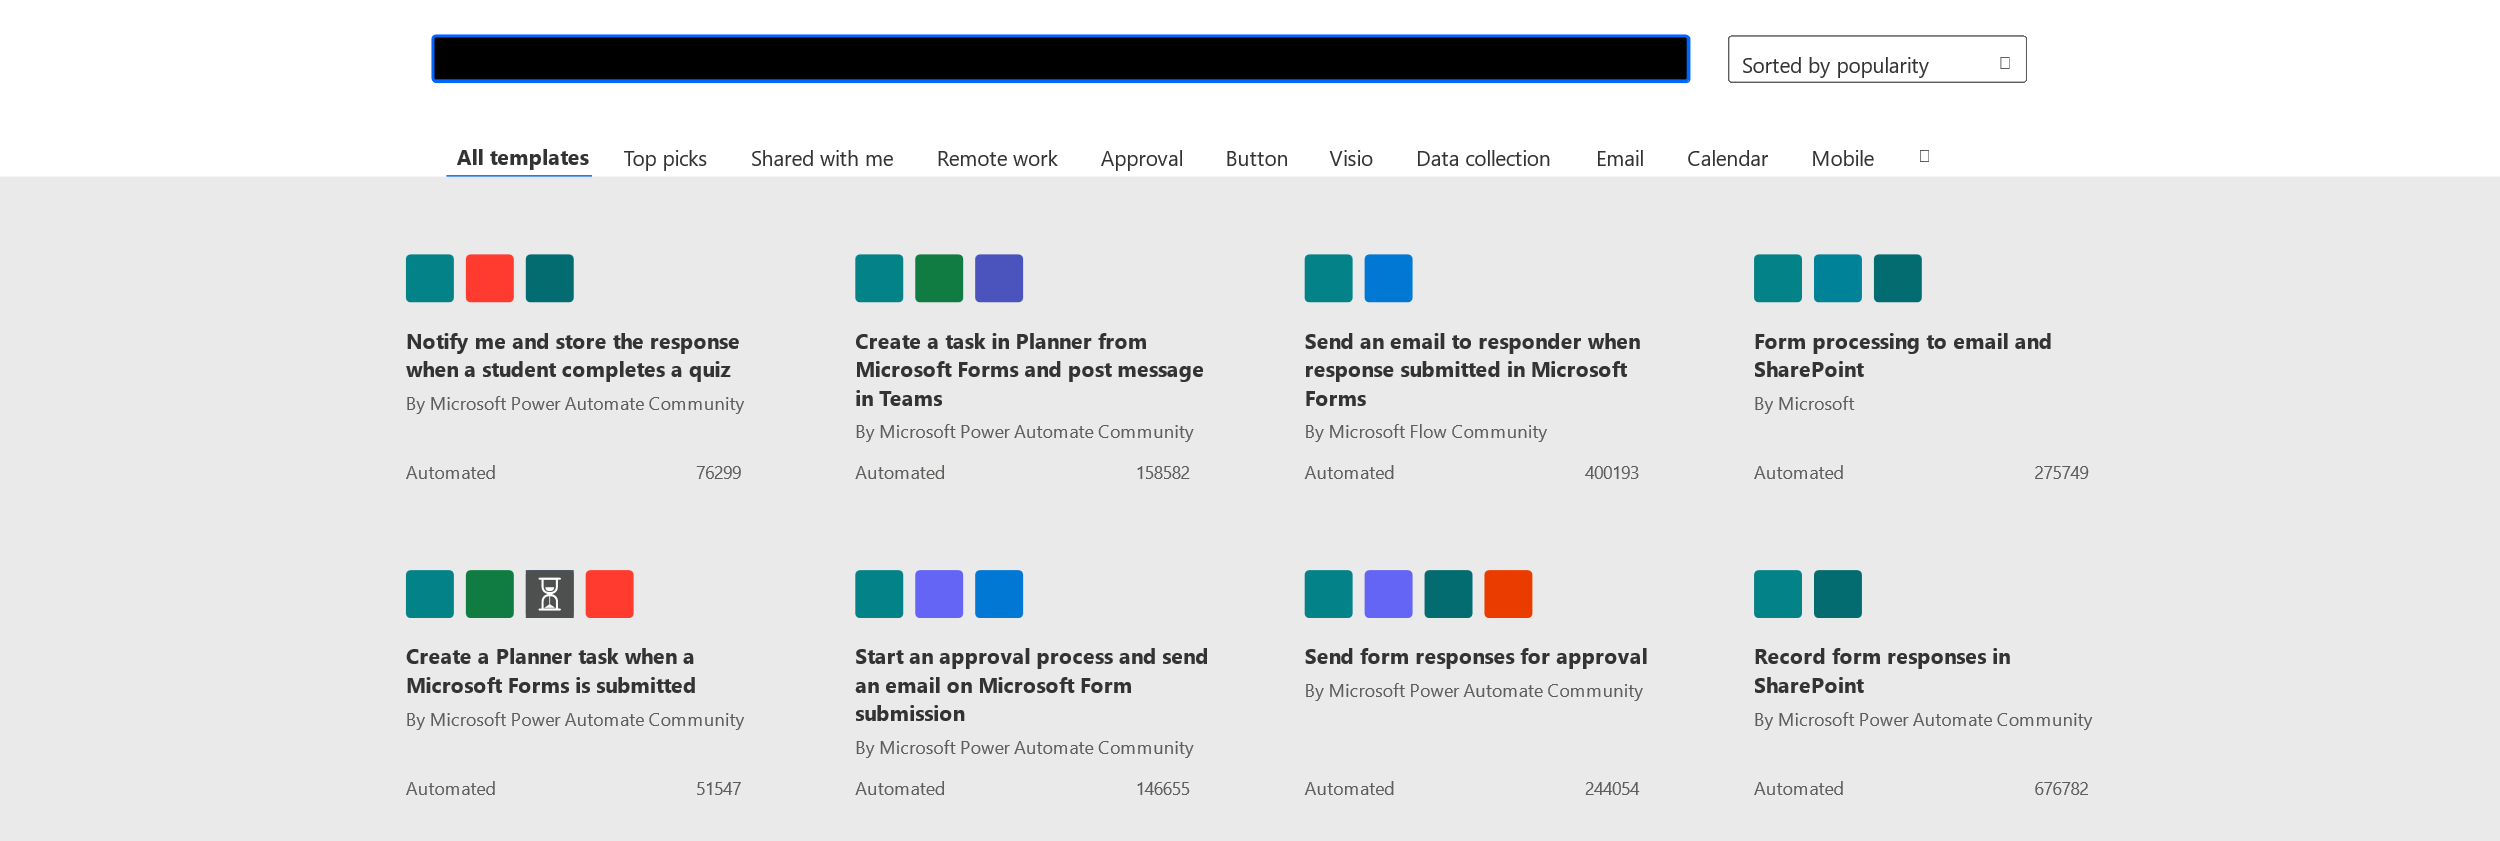 Sorted by popularity
All templates Top picks Shared with me Remote work Approval Button Visio Data collection Email Calendar Mobile
Notify me and store the response
when a student completes a quiz
By Microsoft Power Automate Community
Automated 76299
Create a task in Planner from
Microsoft Forms and post message
in Teams
By Microsoft Power Automate Community
Automated 158582
Send an email to responder when
response submitted in Microsoft
Forms
By Microsoft Flow Community
Automated 400193
Form processing to email and
SharePoint
By Microsoft
Automated 275749
Create a Planner task when a
Microsoft Forms is submitted
By Microsoft Power Automate Community
Automated 51547
Start an approval process and send
an email on Microsoft Form
submission
By Microsoft Power Automate Community
Automated 146655
Send form responses for approval
By Microsoft Power Automate Community
Automated 244054
Record form responses in
SharePoint
By Microsoft Power Automate Community
Automated 676782